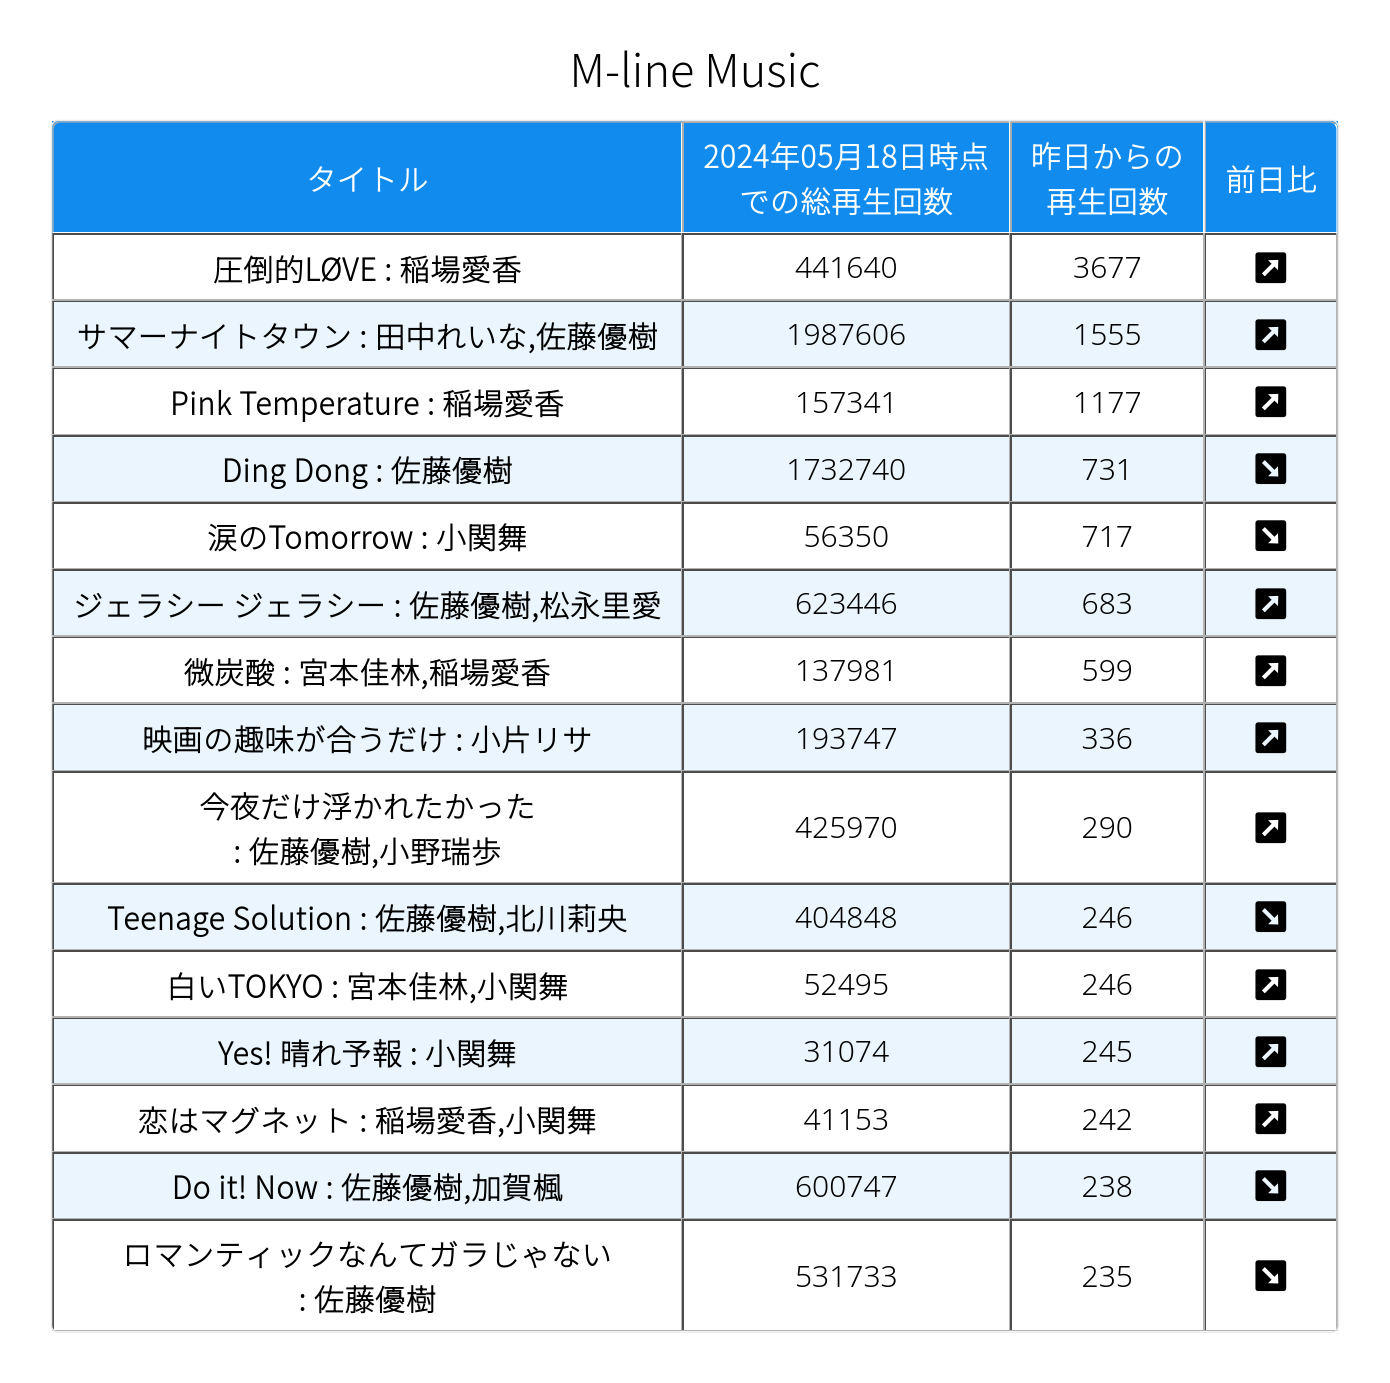 M-line Music
タイトル
2024年05月18日時点
での総再生回数
昨日からの
再生回数
前日比
圧倒的LØVE : 稲場愛香 441640 3677 ↗
サマーナイトタウン : 田中れいな,佐藤優樹 1987606 1555 ↗
Pink Temperature : 稲場愛香 157341 1177 ↗
Ding Dong : 佐藤優樹 1732740 731 ↘
涙のTomorrow : 小関舞 56350 717 ↘
ジェラシー ジェラシー : 佐藤優樹,松永里愛 623446 683 ↗
微炭酸 : 宮本佳林,稲場愛香 137981 599 ↗
映画の趣味が合うだけ : 小片リサ 193747 336 ↗
今夜だけ浮かれたかった
: 佐藤優樹,小野瑞歩 425970 290 ↗
Teenage Solution : 佐藤優樹,北川莉央 404848 246 ↘
白いTOKYO : 宮本佳林,小関舞 52495 246 ↗
Yes! 晴れ予報 : 小関舞 31074 245 ↗
恋はマグネット : 稲場愛香,小関舞 41153 242 ↗
Do it! Now : 佐藤優樹,加賀楓 600747 238 ↘
ロマンティックなんてガラじゃない
: 佐藤優樹 531733 235 ↘